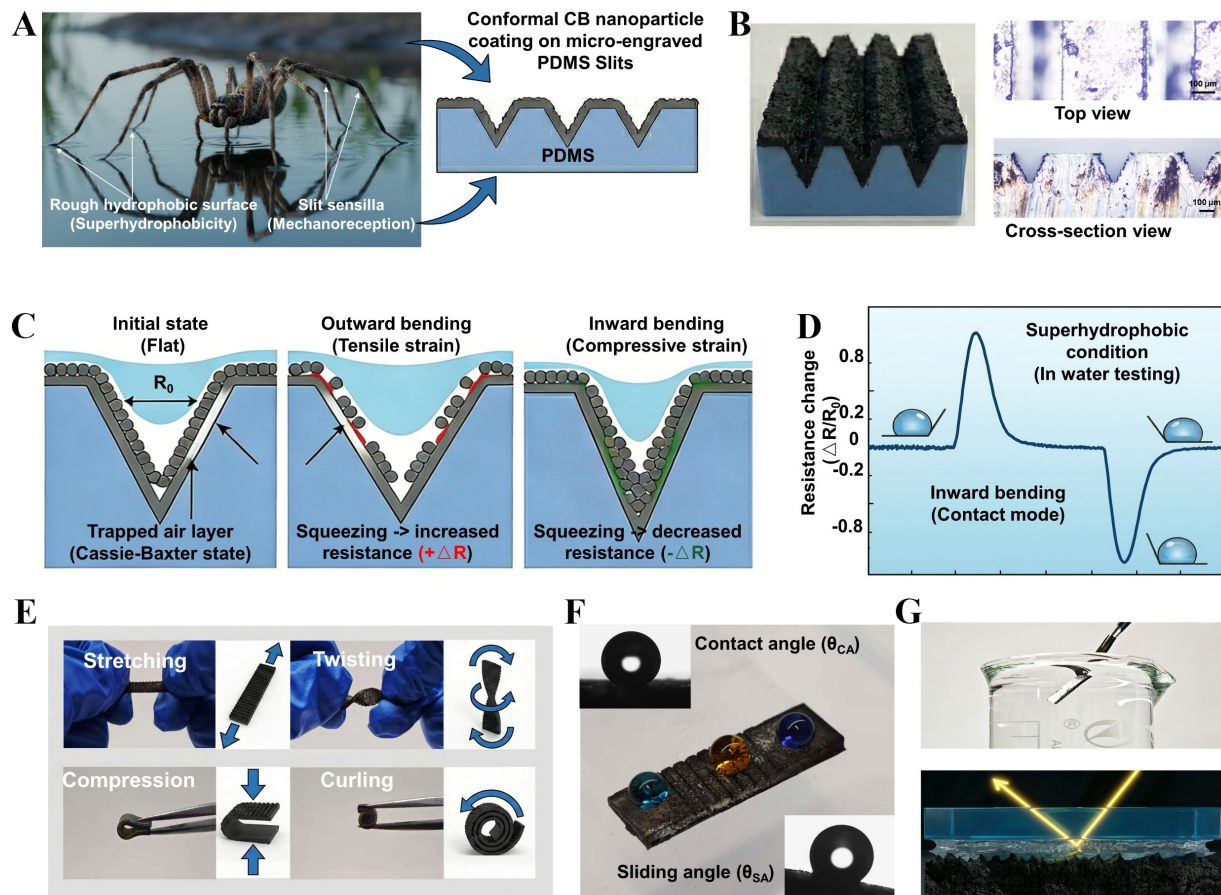 A
Conformal CB nanoparticle
coating on micro-engraved
PDMS Slits
PDMS
Rough hydrophobic surface
(Superhydrophobicity)
Slit sensilla
(Mechanoreception)
B
100 µm
Top view
100 µm
Cross-section view
C
Initial state
(Flat)
R₀
Trapped air layer
(Cassie-Baxter state)
Outward bending
(Tensile strain)
Squeezing -> increased
resistance (+△R)
Inward bending
(Compressive strain)
Squeezing -> decreased
resistance (-△R)
D
Resistance change
(△R/R₀)
0.8
0.2
0
-0.2
-0.8
Superhydrophobic
condition
(In water testing)
Inward bending
(Contact mode)
E
Stretching
Twisting
Compression
Curling
F
Contact angle (θCA)
Sliding angle (θSA)
G